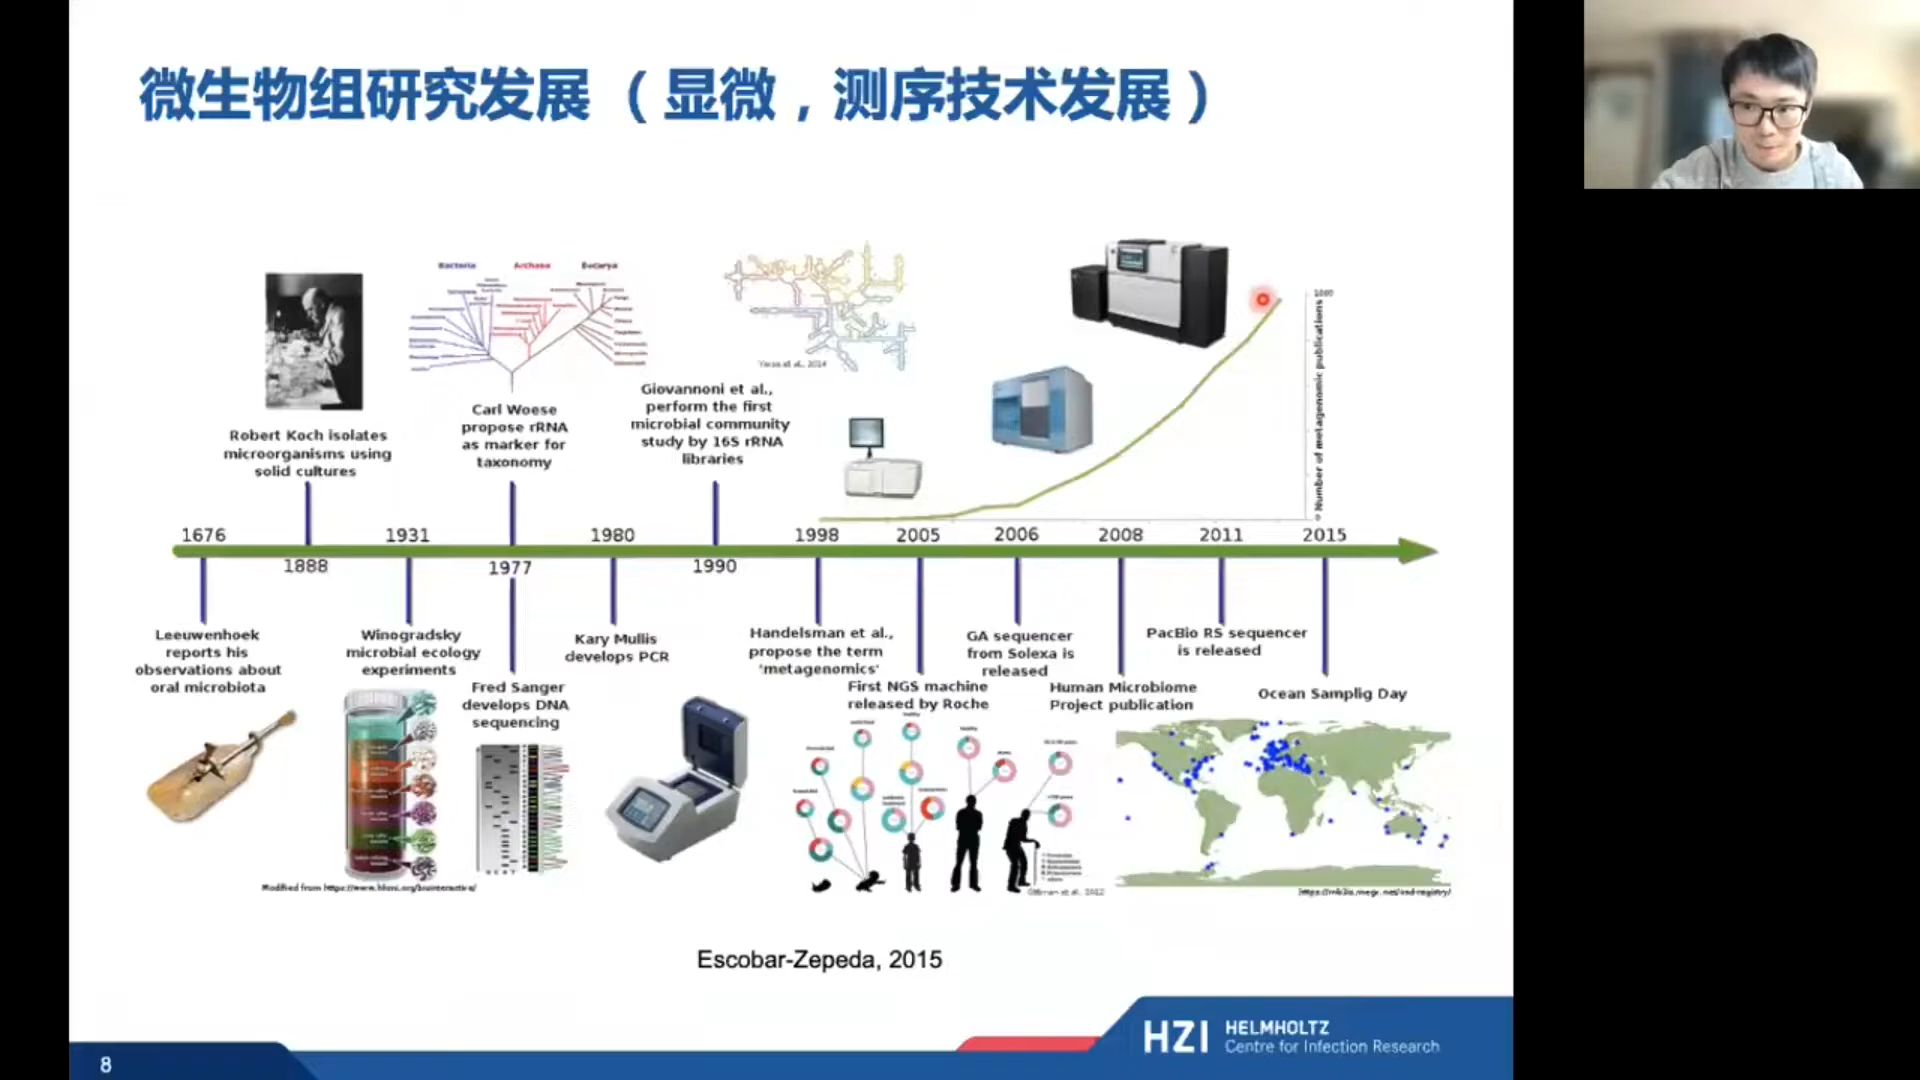 微生物组研究发展（显微，测序技术发展）
Bacteria
Archaea
Eucarya
Yarza et al., 2014
Robert Koch isolates
microorganisms using
solid cultures
Carl Woese
propose rRNA
as marker for
taxonomy
Giovannoni et al.,
perform the first
microbial community
study by 16S rRNA
libraries
Number of metagenomic publications
0
1676
1888
1931
1977
1980
1990
1998
2005
2006
2008
2011
2015
Leeuwenhoek
reports his
observations about
oral microbiota
Winogradsky
microbial ecology
experiments
Fred Sanger
develops DNA
sequencing
Kary Mullis
develops PCR
Handelsman et al.,
propose the term
'metagenomics'
First NGS machine
released by Roche
GA sequencer
from Solexa is
released
Human Microbiome
Project publication
PacBio RS sequencer
is released
Ocean Samplig Day
Escobar-Zepeda, 2015
8
HZI
HELMHOLTZ
Centre for Infection Research